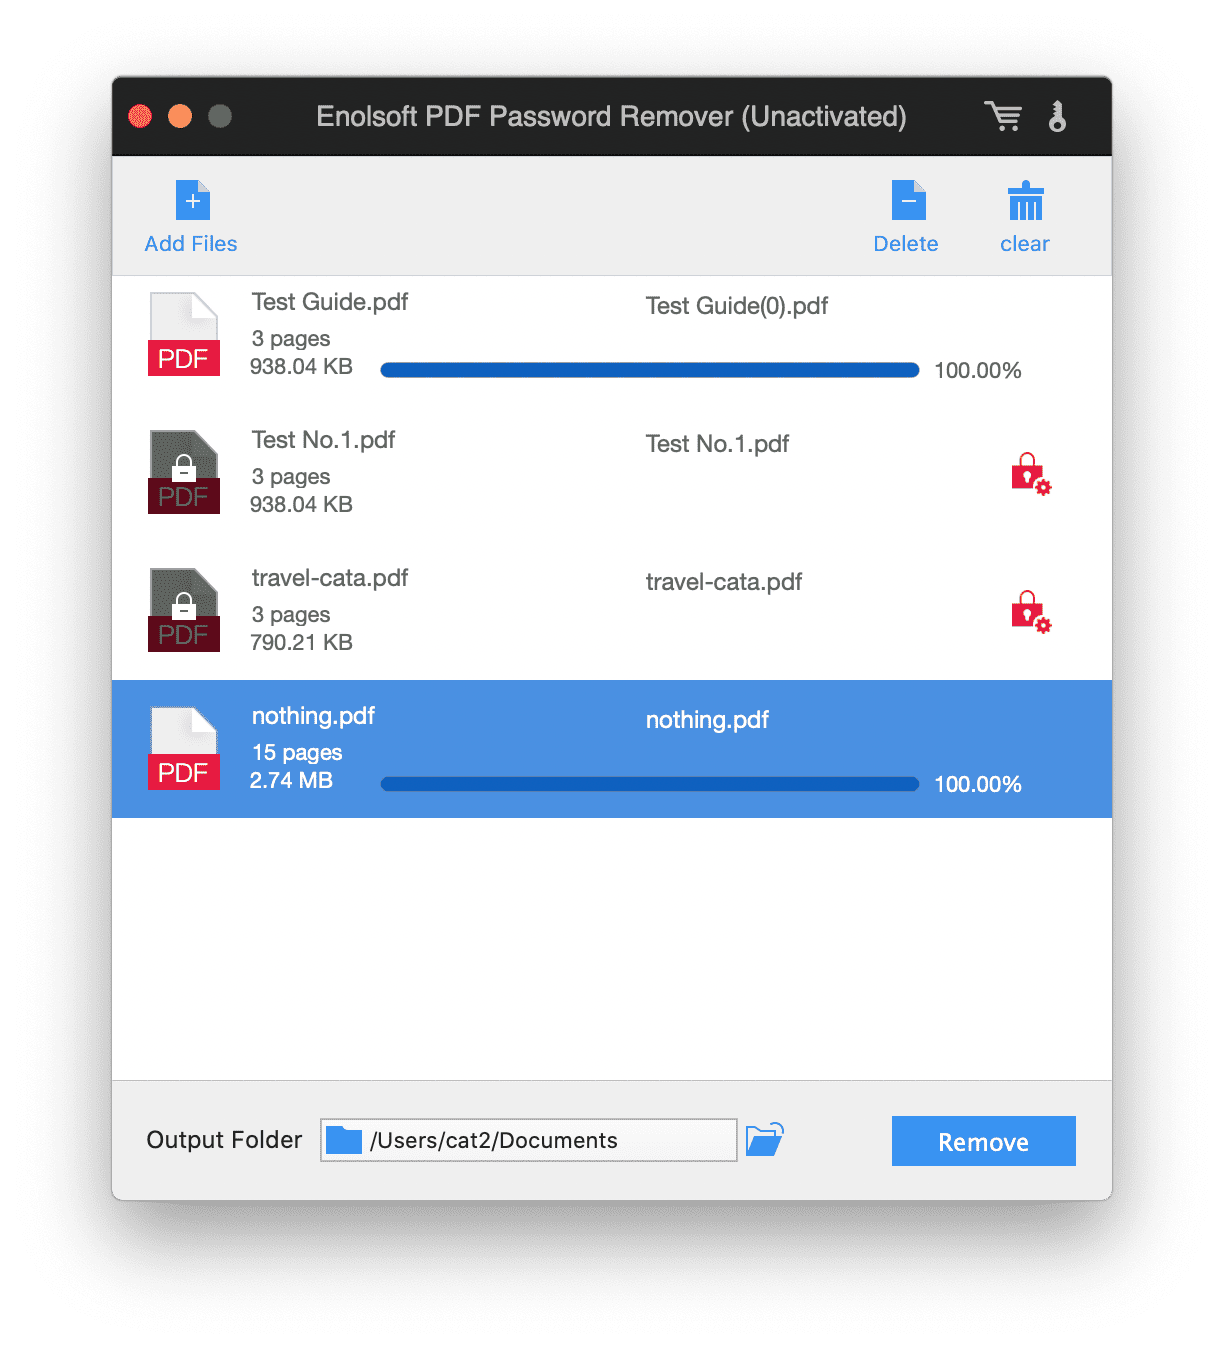 Enolsoft PDF Password Remover (Unactivated)
Add Files
Delete
clear
Test Guide.pdf
Test Guide(0).pdf
3 pages
938.04 KB
100.00%
PDF
Test No.1.pdf
Test No.1.pdf
3 pages
938.04 KB
PDF
travel-cata.pdf
travel-cata.pdf
3 pages
790.21 KB
PDF
nothing.pdf
nothing.pdf
15 pages
2.74 MB
100.00%
PDF
Output Folder
/Users/cat2/Documents
Remove